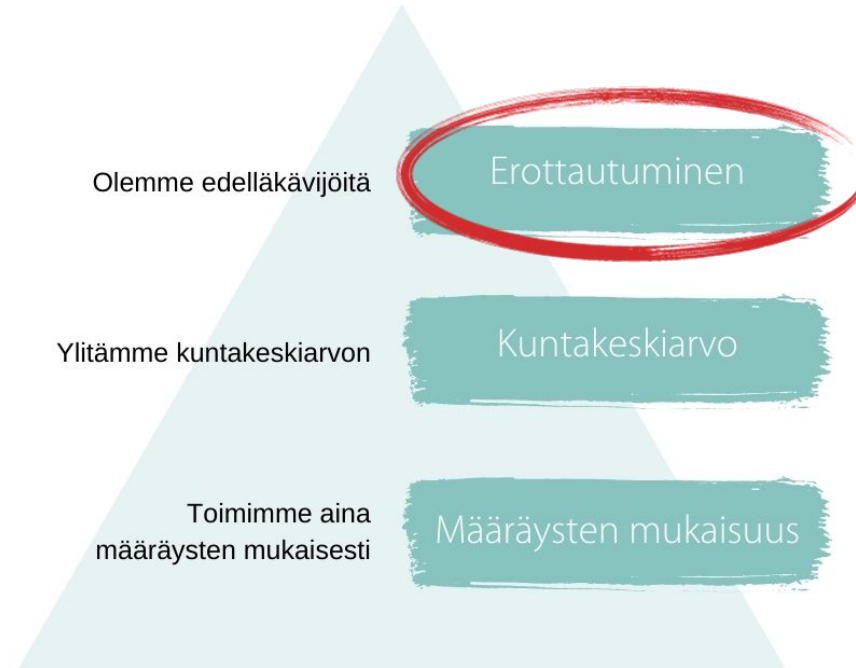 Olemme edelläkävijöitä
Erottautuminen
Ylitämme kuntakeskiarvon
Kuntakeskiarvo
Toimimme aina
määräysten mukaisesti
Määräysten mukaisuus